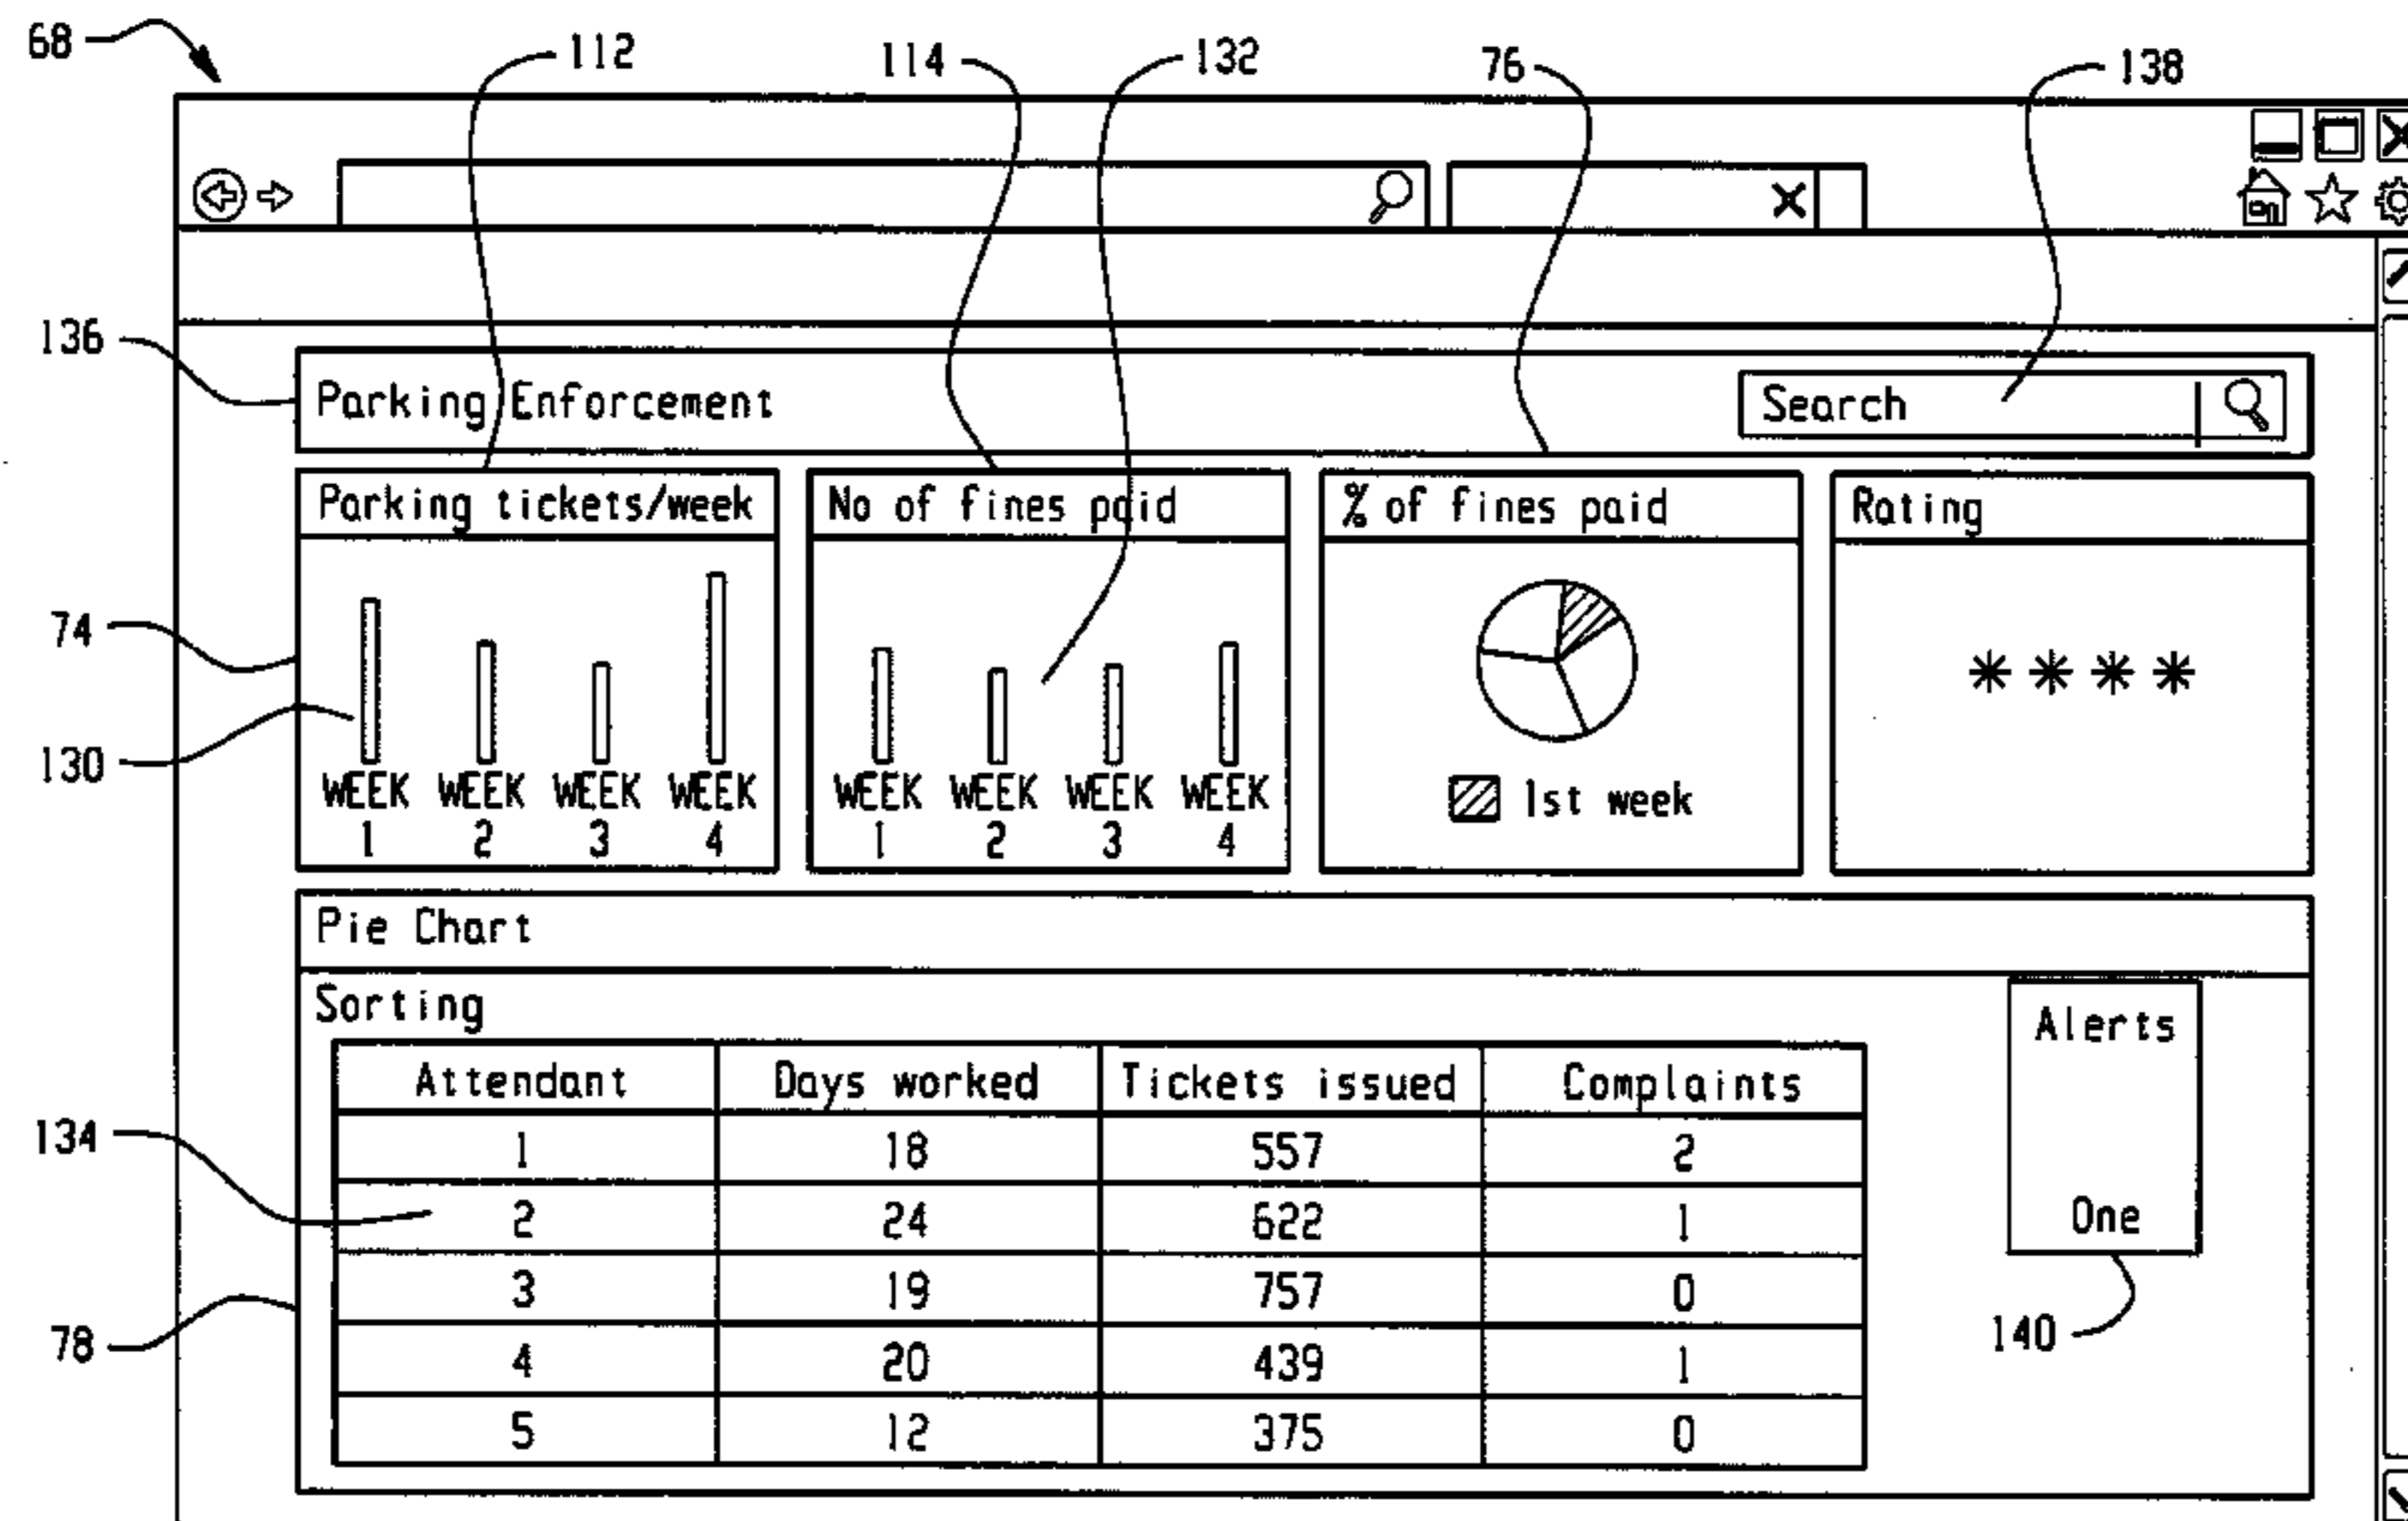 68
112
114
132
76
138
136
Parking Enforcement
Search
Parking tickets/week
No of fines paid
% of fines paid
Rating
74
130
WEEK WEEK WEEK WEEK
1 2 3 4
WEEK WEEK WEEK WEEK
1 2 3 4
1st week
* * * *
Pie Chart
Sorting
Alerts
One
Attendant Days worked Tickets issued Complaints
1 18 557 2
134
2 24 622 1
3 19 757 0
78
4 20 439 1
140
5 12 375 0